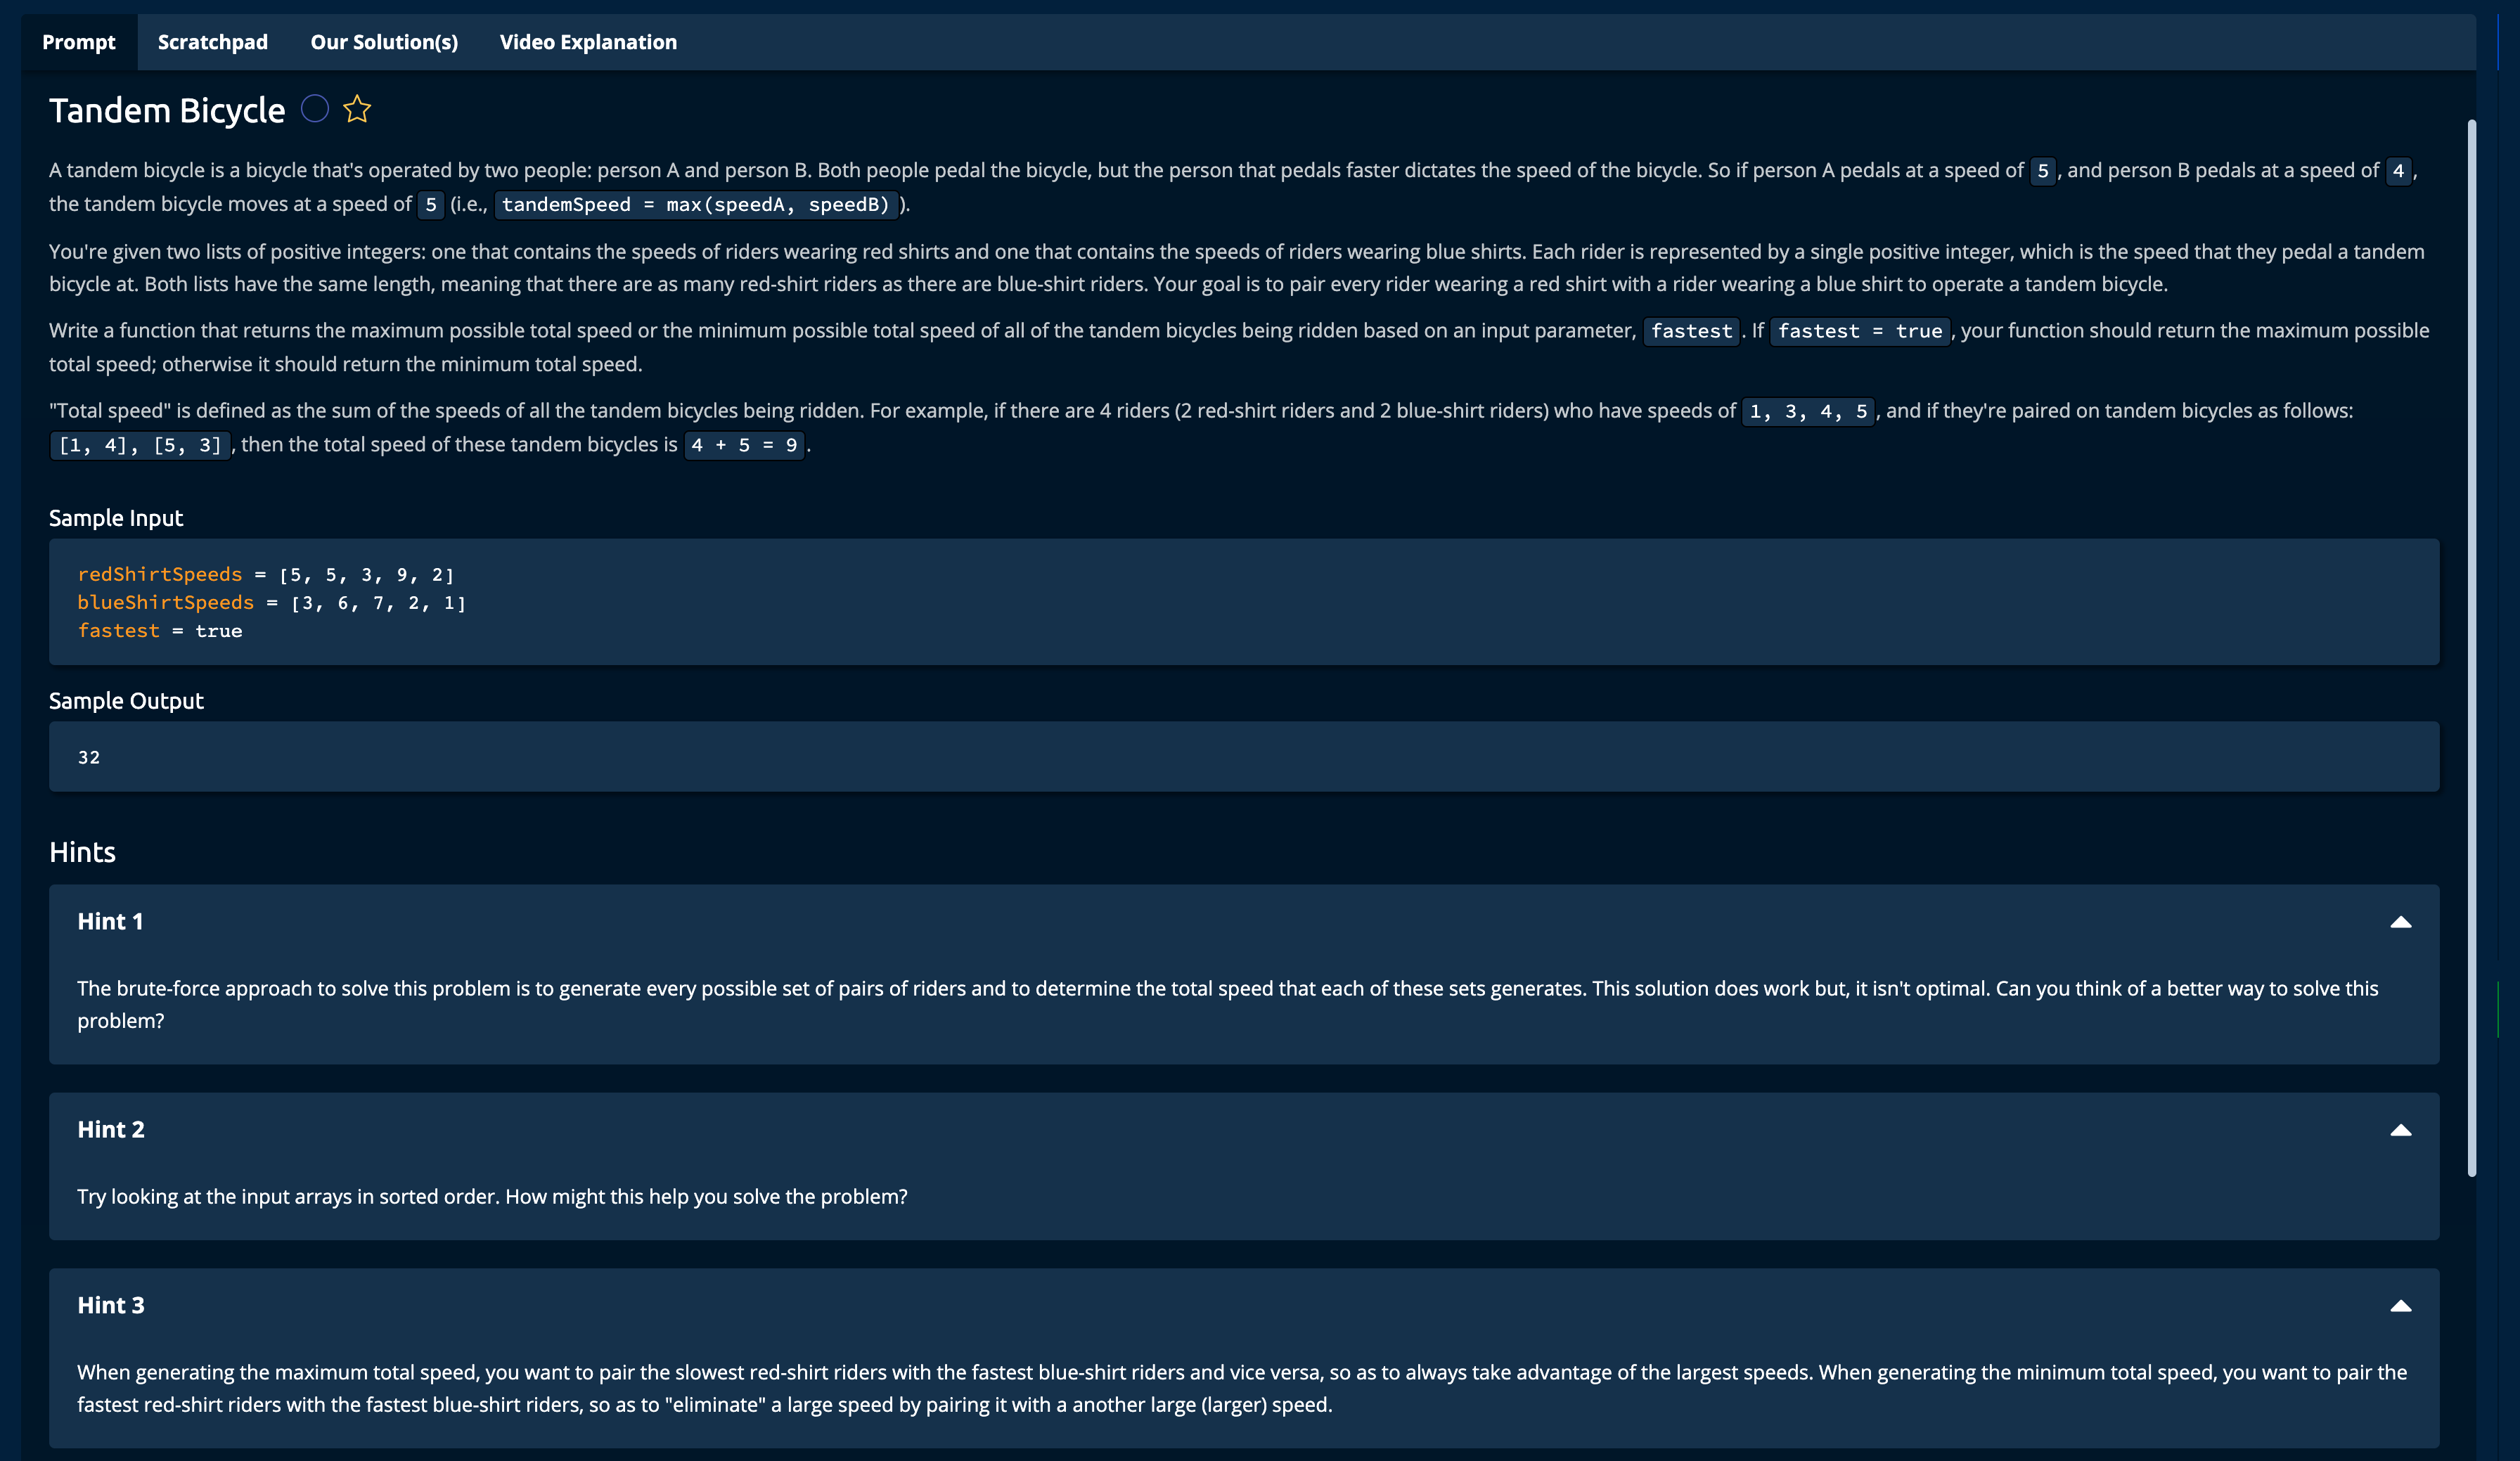 Prompt Scratchpad Our Solution(s) Video Explanation
Tandem Bicycle
A tandem bicycle is a bicycle that's operated by two people: person A and person B. Both people pedal the bicycle, but the person that pedals faster dictates the speed of the bicycle. So if person A pedals at a speed of 5, and person B pedals at a speed of 4,
the tandem bicycle moves at a speed of 5 (i.e., tandemSpeed = max(speedA, speedB)).
You're given two lists of positive integers: one that contains the speeds of riders wearing red shirts and one that contains the speeds of riders wearing blue shirts. Each rider is represented by a single positive integer, which is the speed that they pedal a tandem
bicycle at. Both lists have the same length, meaning that there are as many red-shirt riders as there are blue-shirt riders. Your goal is to pair every rider wearing a red shirt with a rider wearing a blue shirt to operate a tandem bicycle.
Write a function that returns the maximum possible total speed or the minimum possible total speed of all of the tandem bicycles being ridden based on an input parameter, fastest. If fastest = true, your function should return the maximum possible
total speed; otherwise it should return the minimum total speed.
"Total speed" is defined as the sum of the speeds of all the tandem bicycles being ridden. For example, if there are 4 riders (2 red-shirt riders and 2 blue-shirt riders) who have speeds of 1, 3, 4, 5, and if they're paired on tandem bicycles as follows:
[1, 4], [5, 3], then the total speed of these tandem bicycles is 4 + 5 = 9.
Sample Input
redShirtSpeeds = [5, 5, 3, 9, 2]
blueShirtSpeeds = [3, 6, 7, 2, 1]
fastest = true
Sample Output
32
Hints
Hint 1
The brute-force approach to solve this problem is to generate every possible set of pairs of riders and to determine the total speed that each of these sets generates. This solution does work but, it isn't optimal. Can you think of a better way to solve this
problem?
Hint 2
Try looking at the input arrays in sorted order. How might this help you solve the problem?
Hint 3
When generating the maximum total speed, you want to pair the slowest red-shirt riders with the fastest blue-shirt riders and vice versa, so as to always take advantage of the largest speeds. When generating the minimum total speed, you want to pair the
fastest red-shirt riders with the fastest blue-shirt riders, so as to "eliminate" a large speed by pairing it with a another large (larger) speed.